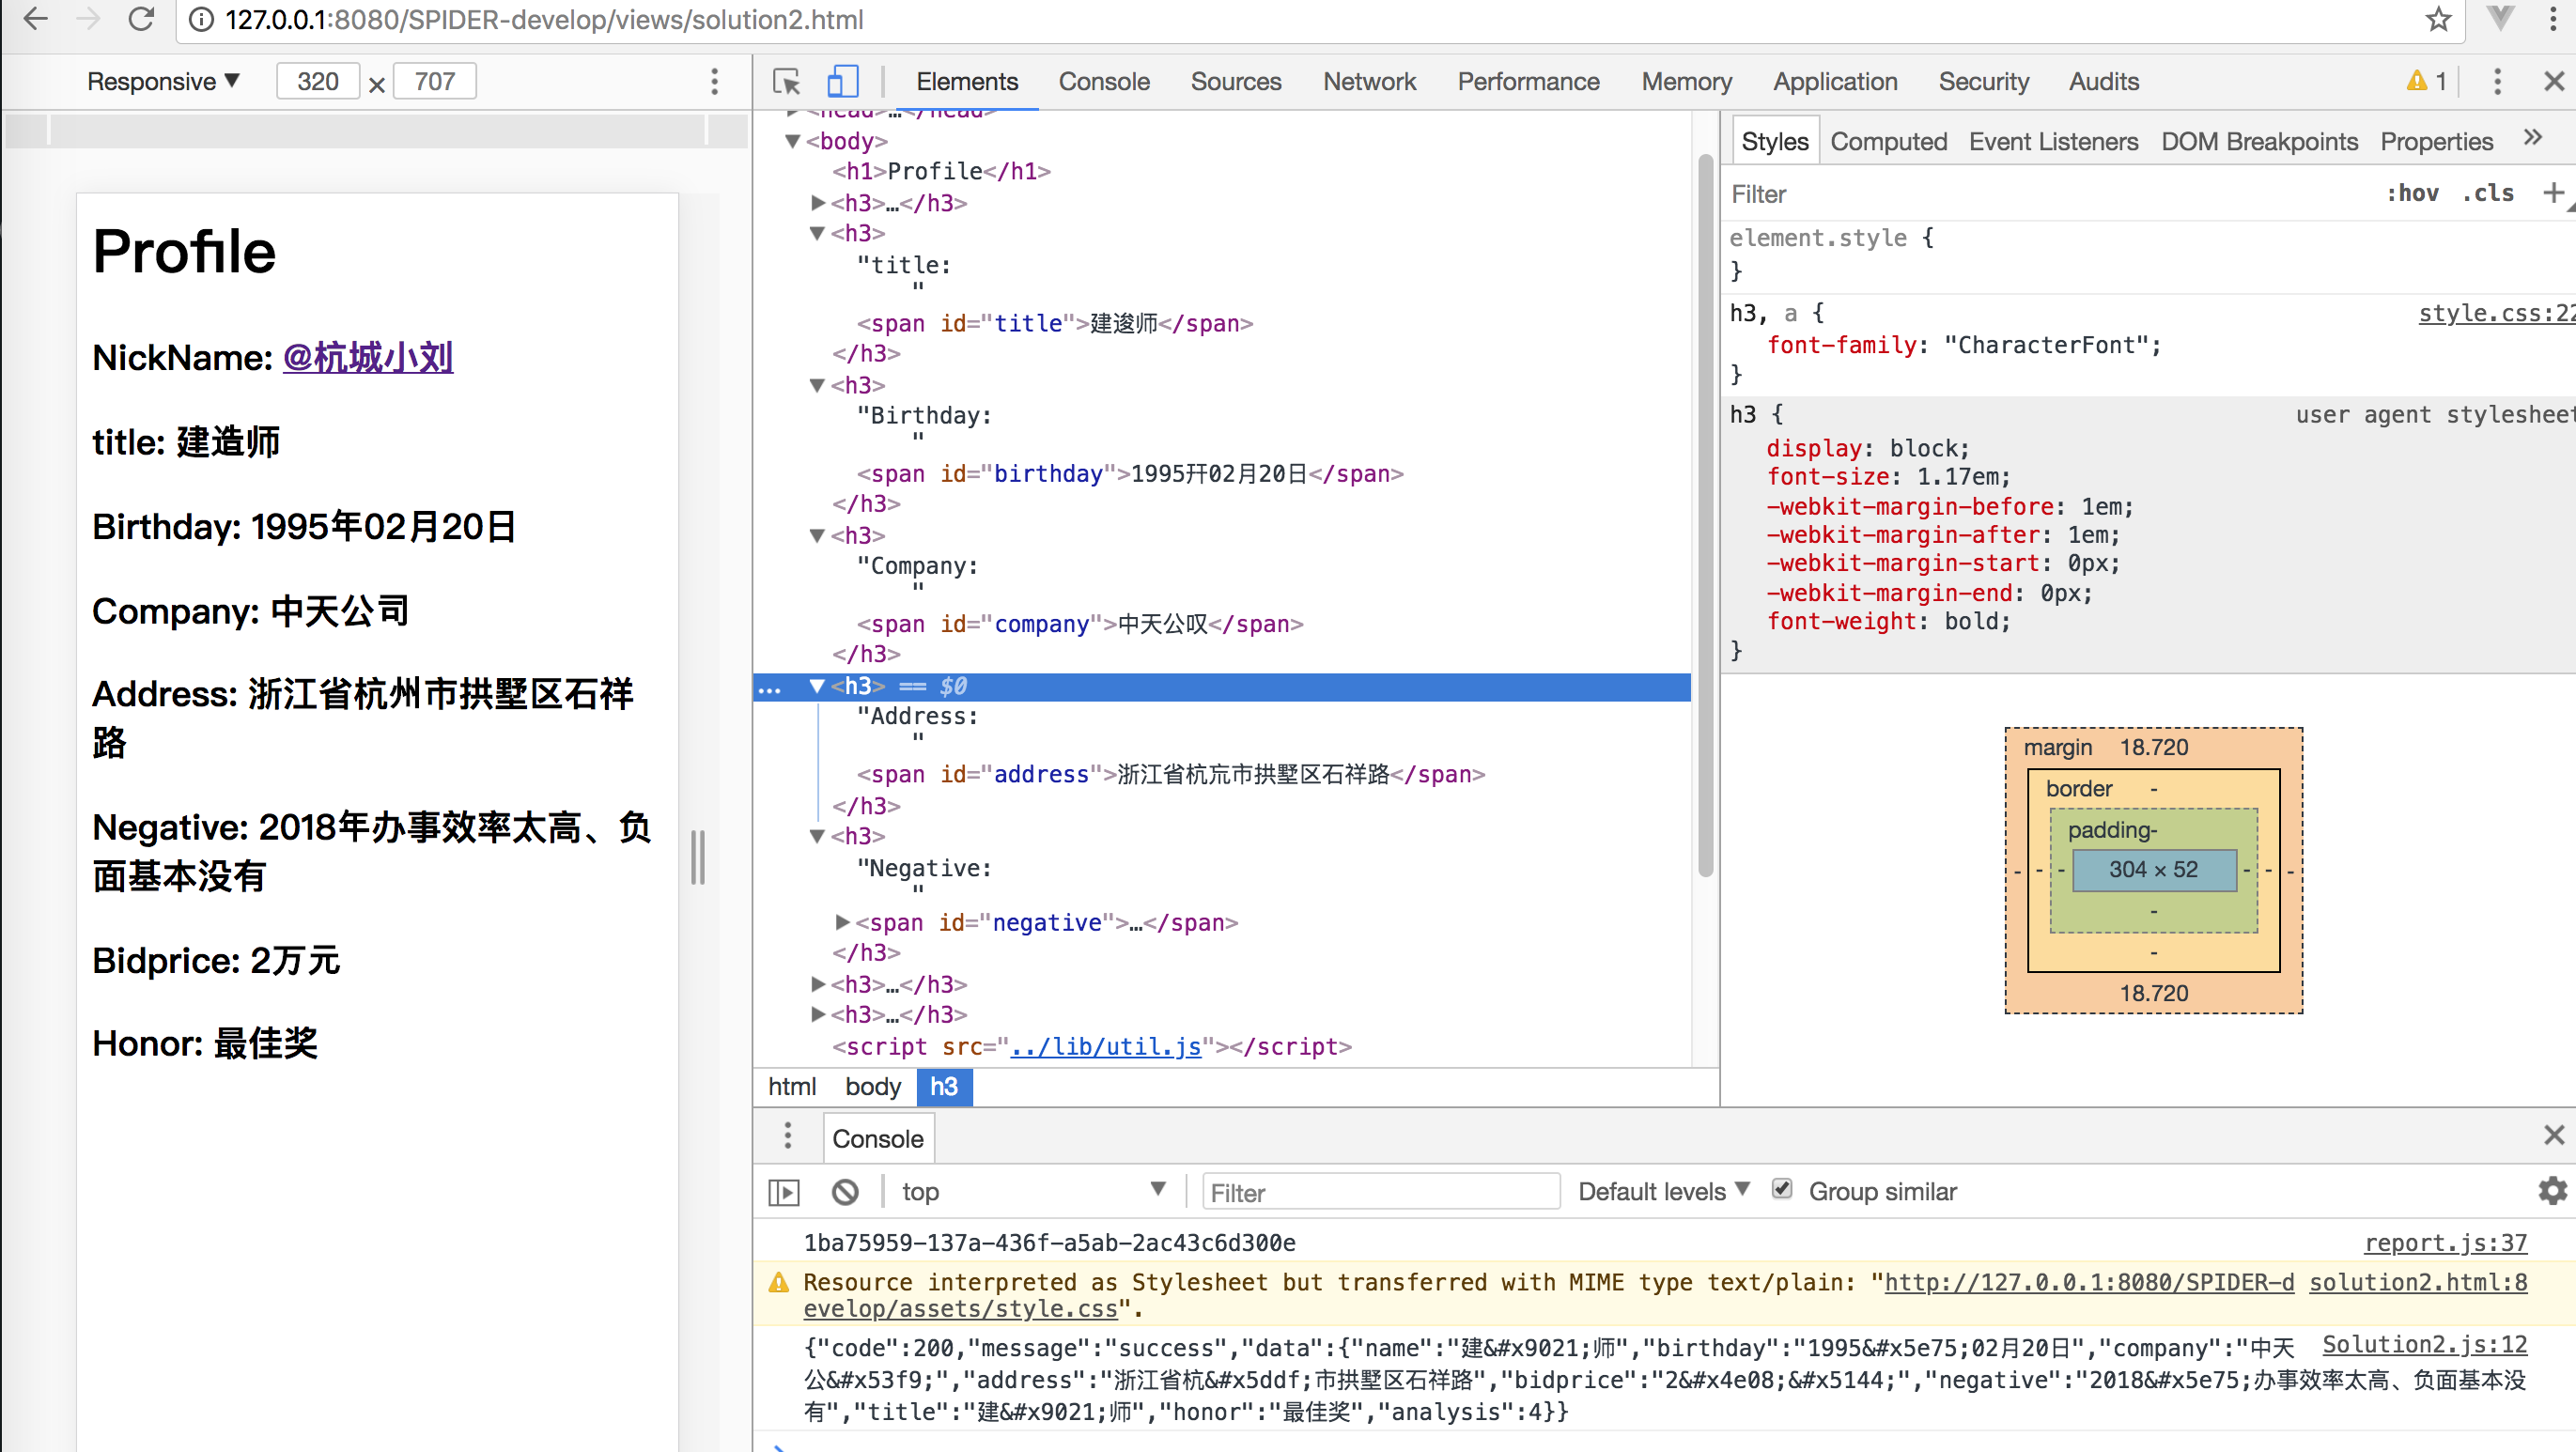 127.0.0.1:8080/SPIDER-develop/views/solution2.html
Responsive ▼ 320 × 707
Elements Console Sources Network Performance Memory Application Security Audits 1
Profile
NickName: @杭城小刘
title: 建造师
Birthday: 1995年02月20日
Company: 中天公司
Address: 浙江省杭州市拱墅区石祥
路
Negative: 2018年办事效率太高、负
面基本没有
Bidprice: 2万元
Honor: 最佳奖
<head>…</head>
<body>
<h1>Profile</h1>
<h3>…</h3>
<h3>
"title:
"
<span id="title">建逡师</span>
</h3>
<h3>
"Birthday:
"
<span id="birthday">1995幵02月20日</span>
</h3>
<h3>
"Company:
"
<span id="company">中天公叹</span>
</h3>
… <h3> == $0
"Address:
"
<span id="address">浙江省杭巟市拱墅区石祥路</span>
</h3>
<h3>
"Negative:
"
<span id="negative">…</span>
</h3>
<h3>…</h3>
<h3>…</h3>
<script src="../lib/util.js"></script>
html body h3
Styles Computed Event Listeners DOM Breakpoints Properties »
Filter :hov .cls +
element.style {
}
h3, a { style.css:22
font-family: "CharacterFont";
}
h3 { user agent stylesheet
display: block;
font-size: 1.17em;
-webkit-margin-before: 1em;
-webkit-margin-after: 1em;
-webkit-margin-start: 0px;
-webkit-margin-end: 0px;
font-weight: bold;
}
margin 18.720
border -
padding-
- - - 304 × 52 - - -
-
-
18.720
Console
top ▼ Filter Default levels ▼ Group similar
1ba75959-137a-436f-a5ab-2ac43c6d300e report.js:37
Resource interpreted as Stylesheet but transferred with MIME type text/plain: "http://127.0.0.1:8080/SPIDER-d solution2.html:8
evelop/assets/style.css".
{"code":200,"message":"success","data":{"name":"建&#x9021;师","birthday":"1995&#x5e75;02月20日","company":"中天 Solution2.js:12
公&#x53f9;","address":"浙江省杭&#x5ddf;市拱墅区石祥路","bidprice":"2&#x4e08;&#x5144;","negative":"2018&#x5e75;办事效率太高、负面基本没
有","title":"建&#x9021;师","honor":"最佳奖","analysis":4}}